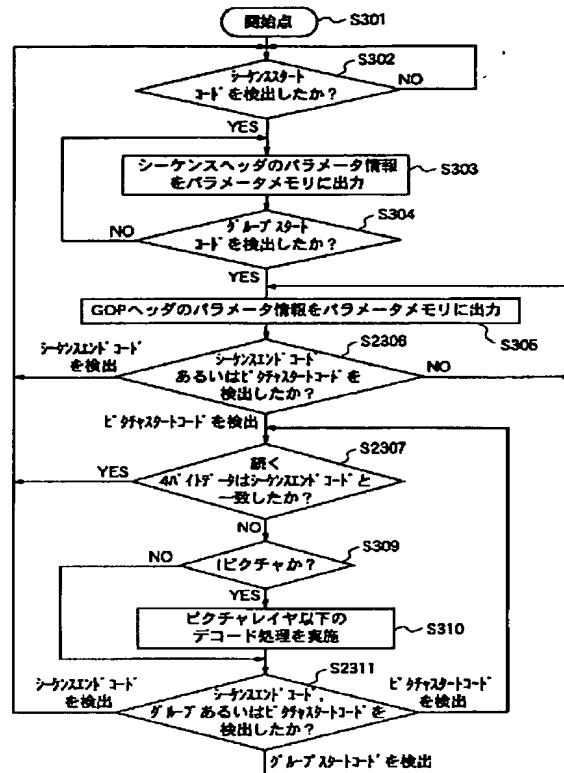 開始点
S301
S302
シーケンススタート
コードを検出したか？
NO
YES
シーケンスヘッダのパラメータ情報
をパラメータメモリに出力
S303
S304
グループスタート
コードを検出したか？
NO
YES
GOPヘッダのパラメータ情報をパラメータメモリに出力
S305
シーケンスエンドコード
を検出
S2306
シーケンスエンドコード
あるいはピクチャスタートコードを
検出したか？
NO
ピクチャスタートコードを検出
S2307
続く
4バイトデータはシーケンスエンドコードと
一致したか？
YES
NO
S309
Iピクチャか？
NO
YES
ピクチャレイヤ以下の
デコード処理を実施
S310
S2311
シーケンスエンドコード
を検出
シーケンスエンドコード,
グループあるいはピクチャスタートコードを
検出したか？
ピクチャスタートコード
を検出
グループスタートコードを検出